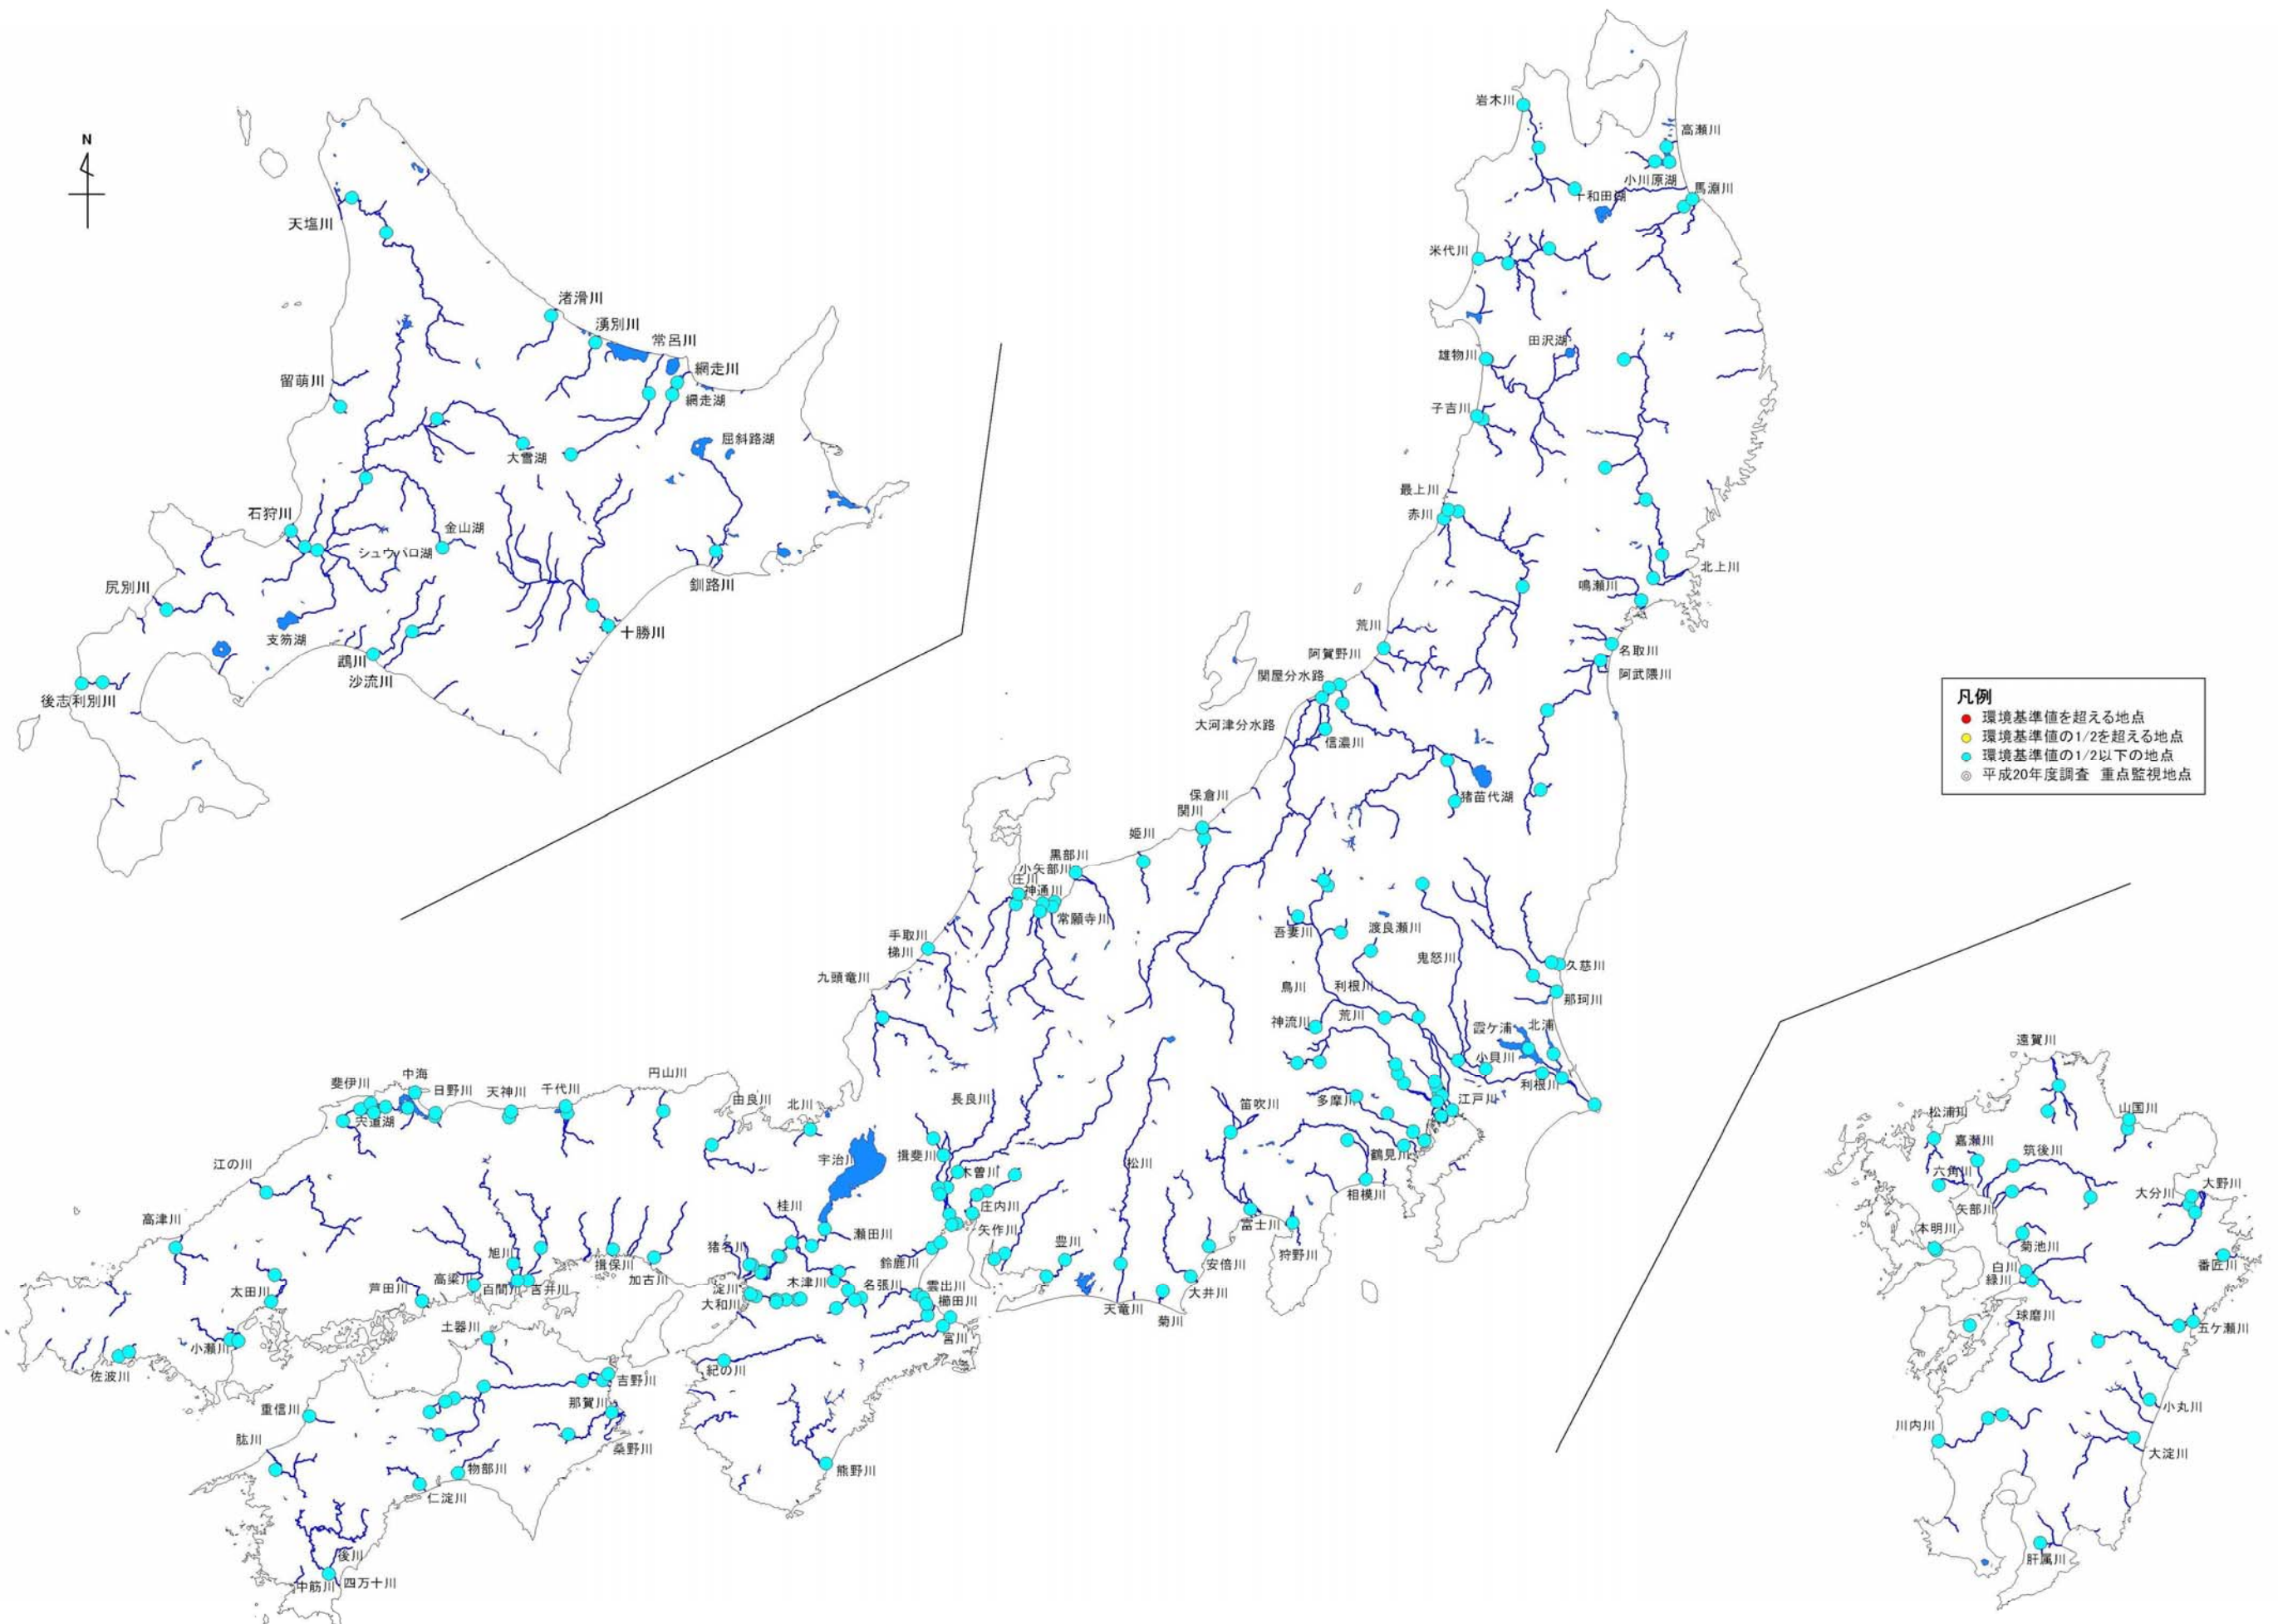 N
天塩川
渚滑川
湧別川
常呂川
網走川
網走湖
留萌川
屈斜路湖
大雪湖
石狩川
金山湖
シュウパロ湖
尻別川
釧路川
支笏湖
十勝川
鵡川
沙流川
後志利別川
岩木川
高瀬川
小川原湖
馬淵川
十和田湖
米代川
雄物川
田沢湖
子吉川
最上川
赤川
北上川
鳴瀬川
荒川
名取川
阿賀野川
阿武隈川
関屋分水路
大河津分水路
信濃川
猪苗代湖
保倉川
関川
姫川
黒部川
小矢部川
庄川
神通川
常願寺川
手取川
梯川
九頭竜川
吾妻川
渡良瀬川
鬼怒川
久慈川
烏川
利根川
那珂川
神流川
荒川
霞ケ浦
北浦
小貝川
利根川
江戸川
多摩川
笛吹川
鶴見川
相模川
富士川
狩野川
安倍川
大井川
菊川
天竜川
松川
豊川
矢作川
庄内川
木曽川
長良川
揖斐川
鈴鹿川
雲出川
櫛田川
宮川
宇治川
桂川
瀬田川
猪名川
木津川
名張川
淀川
大和川
紀の川
熊野川
北川
由良川
円山川
千代川
天神川
日野川
中海
斐伊川
宍道湖
江の川
高津川
太田川
芦田川
高梁川
旭川
百間川
吉井川
揖保川
加古川
小瀬川
佐波川
土器川
吉野川
那賀川
桑野川
重信川
肱川
物部川
仁淀川
後川
中筋川
四万十川
凡例
環境基準値を超える地点
環境基準値の1/2を超える地点
環境基準値の1/2以下の地点
平成20年度調査 重点監視地点
遠賀川
山国川
松浦川
嘉瀬川
筑後川
六角川
大分川
大野川
矢部川
本明川
菊池川
番匠川
白川
緑川
球磨川
五ケ瀬川
小丸川
川内川
大淀川
肝属川